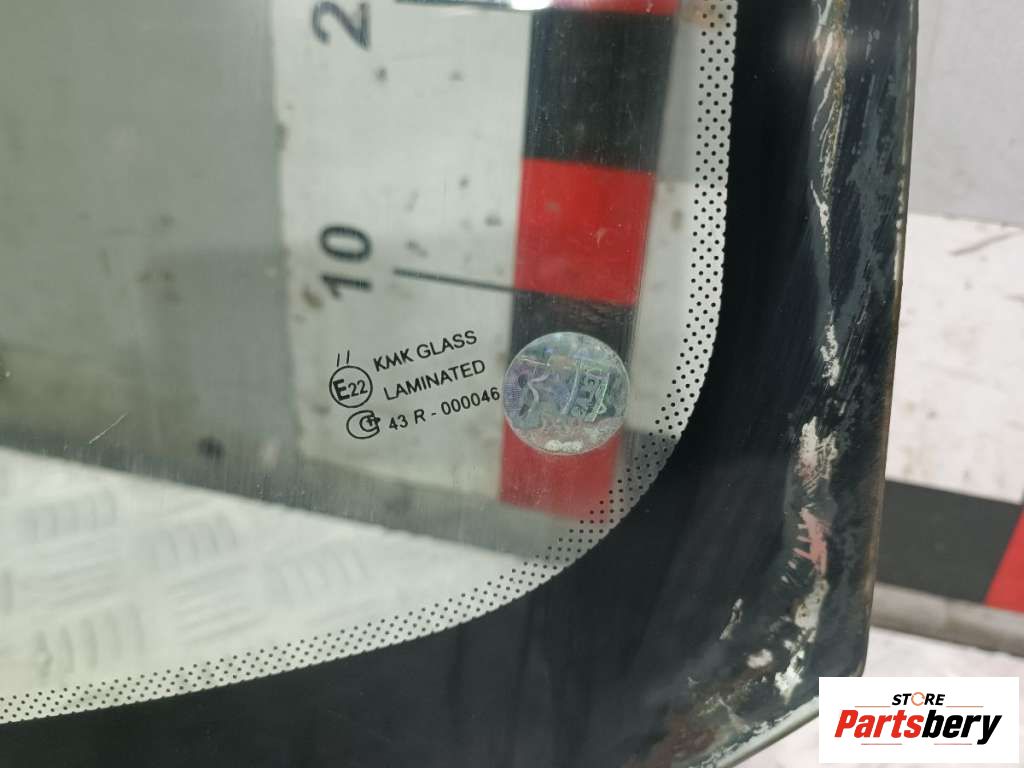 2
10
//
KMK GLASS
E22
LAMINATED
43 R - 000046
STORE
Partsbery